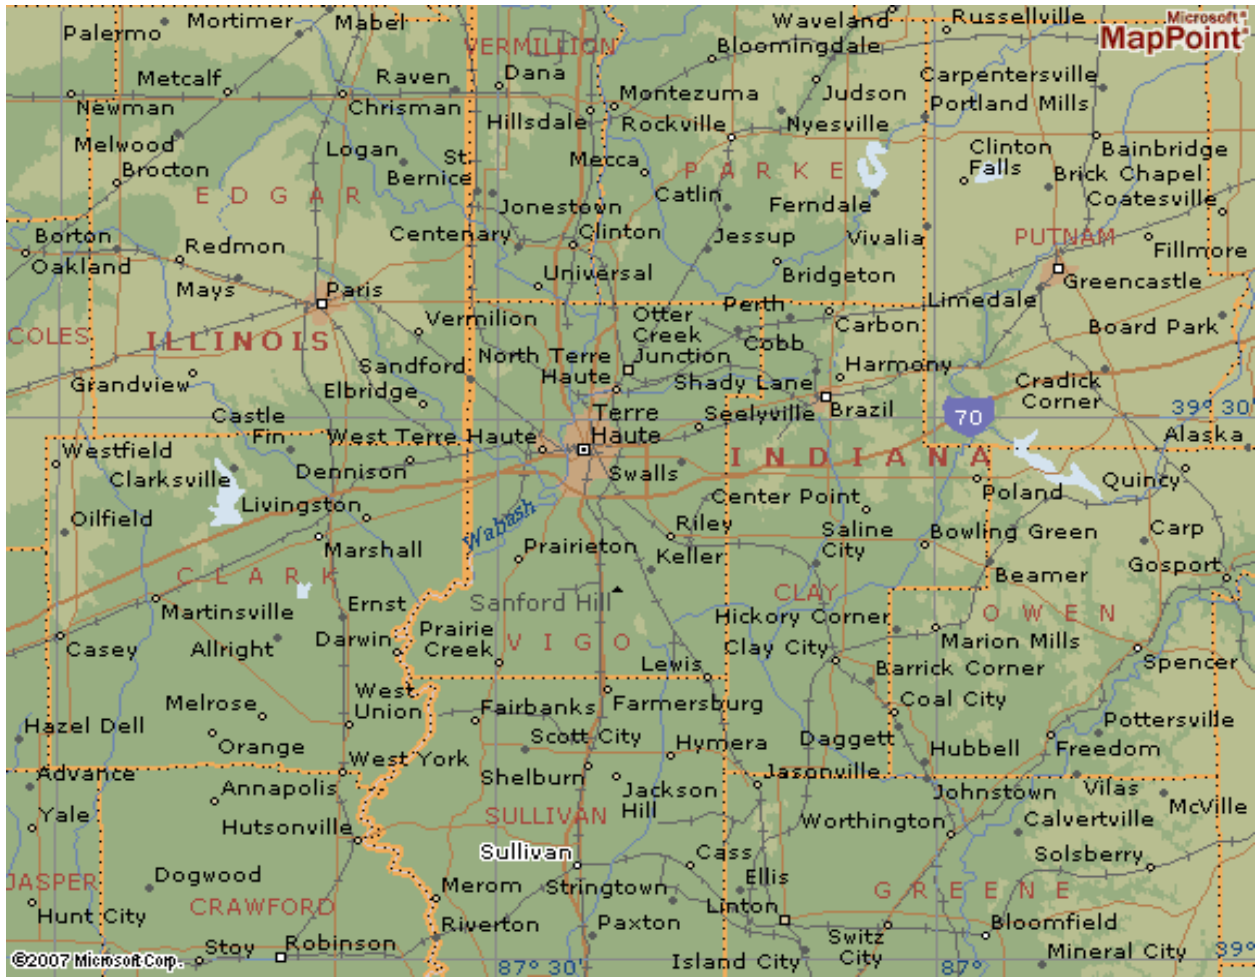 Palermo
Mortimer
Mabel
Waveland
Russellville
Microsoft®
MapPoint®
VERMILLION
Bloomingdale
Metcalf
Raven
Dana
Carpentersville
Newman
Chrisman
Montezuma
Judson
Portland Mills
Hillsdale
Rockville
Nyesville
Melwood
Logan
St.
Bernice
Mecca
PARKE
Clinton
Falls
Bainbridge
Brocton
EDGAR
Catlin
Ferndale
Brick Chapel
Coatesville
Jonestown
Borton
Redmon
Centenary
Clinton
Jessup
Vivalia
PUTNAM
Fillmore
Oakland
Mays
Universal
Bridgeton
Greencastle
Paris
Perth
Limedale
COLES
ILLINOIS
Vermilion
Otter
Creek
Junction
Carbon
Board Park
Cobb
Sandford
North Terre
Haute
Harmony
Grandview
Elbridge
Shady Lane
Cradick
Corner
Castle
Fin
Terre
Haute
Seelyville
Brazil
70
39° 30'
West Terre Haute
Alaska
Westfield
Clarksville
Dennison
Swalls
INDIANA
Quincy
Livingston
Center Point
Poland
Oilfield
Wabash
Riley
Saline
City
Bowling Green
Carp
Marshall
Prairieton
Keller
Gosport
CLARK
Beamer
Martinsville
Ernst
Sanford Hill
CLAY
Hickory Corner
OWEN
Casey
Allright
Darwin
Prairie
Creek
VIGO
Clay City
Marion Mills
Spencer
Lewis
Barrick Corner
Melrose
West
Union
Fairbanks
Farmersburg
Coal City
Hazel Dell
Orange
Scott City
Hymera
Daggett
Hubbell
Pottersville
Freedom
West York
Advance
Annapolis
Shelburn
Jackson
Hill
Jasonville
Johnstown
Vilas
McVille
Yale
Hutsonville
SULLIVAN
Worthington
Calvertville
Sullivan
Cass
Solsberry
JASPER
Dogwood
Merom
Stringtown
Ellis
GREENE
Hunt City
CRAWFORD
Linton
Riverton
Paxton
Switz
City
Bloomfield
Stoy
Robinson
Island City
Mineral City
39°
©2007 Microsoft Corp.
87° 30'
87°